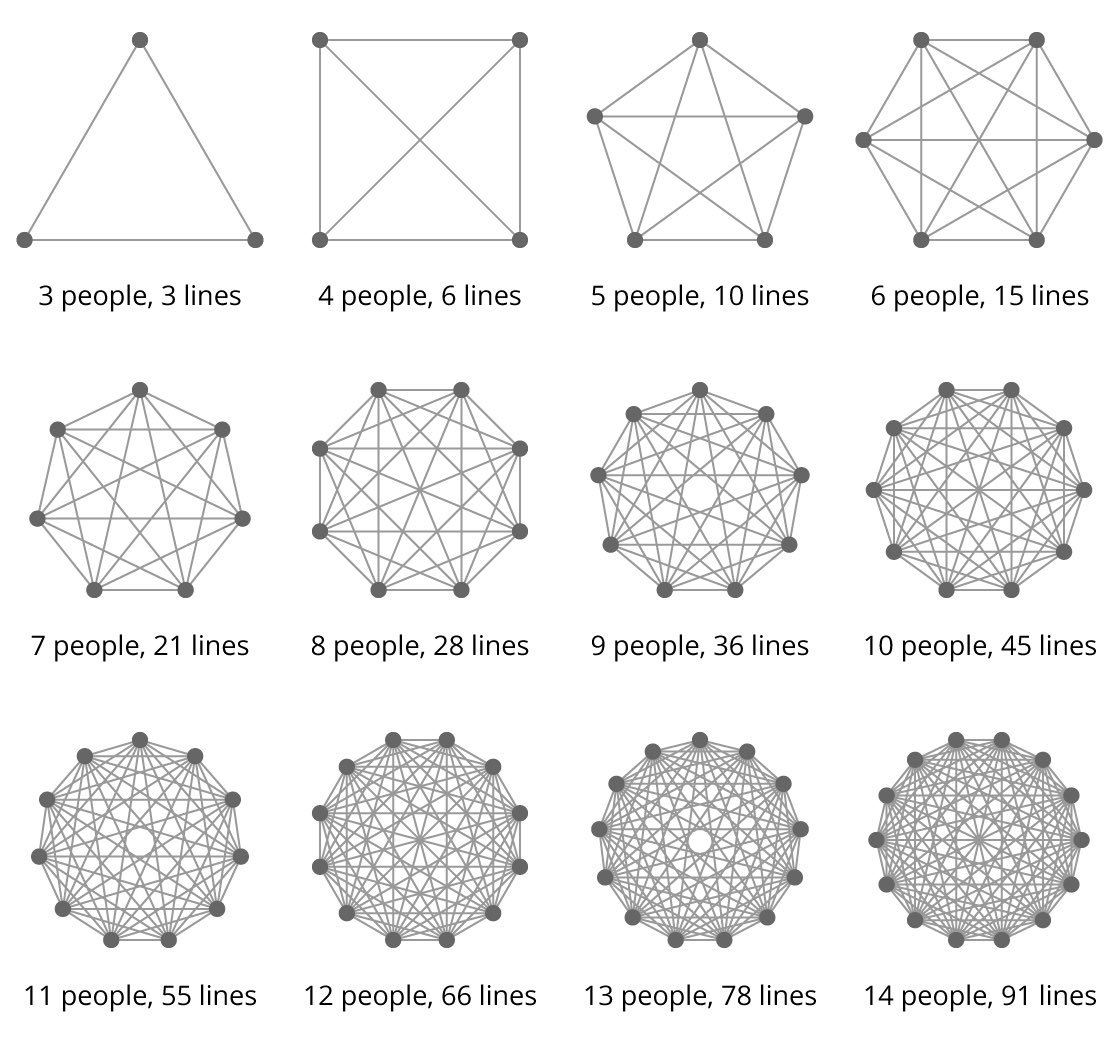 3 people, 3 lines
4 people, 6 lines
5 people, 10 lines
6 people, 15 lines
7 people, 21 lines
8 people, 28 lines
9 people, 36 lines
10 people, 45 lines
11 people, 55 lines
12 people, 66 lines
13 people, 78 lines
14 people, 91 lines